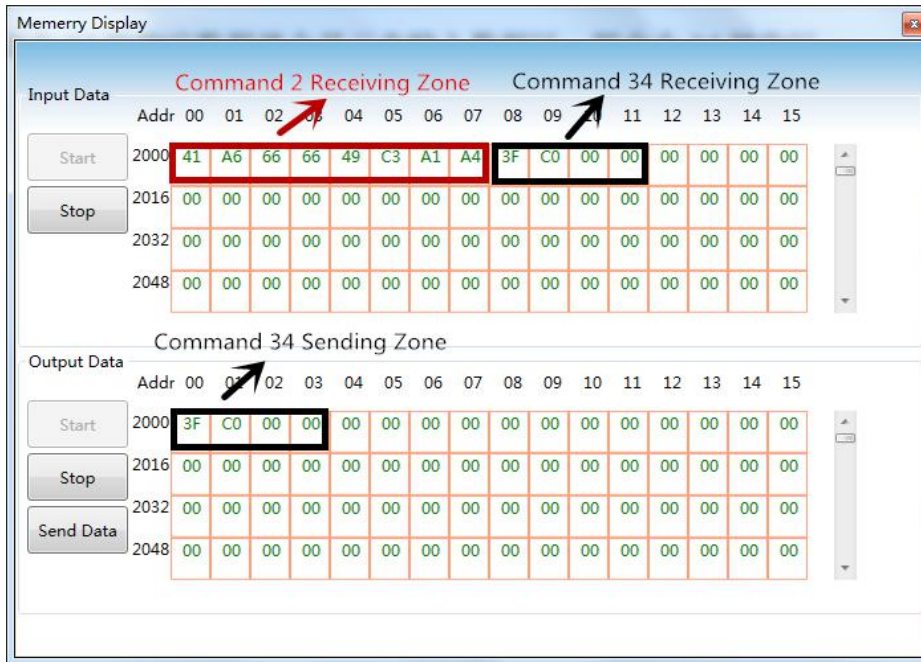 Memerry Display
Command 2 Receiving Zone Command 34 Receiving Zone
Input Data
Addr 00 01 02 03 04 05 06 07 08 09 10 11 12 13 14 15
Start 2000 41 A6 66 66 49 C3 A1 A4 3F C0 00 00 00 00 00 00
Stop 2016 00 00 00 00 00 00 00 00 00 00 00 00 00 00 00 00
2032 00 00 00 00 00 00 00 00 00 00 00 00 00 00 00 00
2048 00 00 00 00 00 00 00 00 00 00 00 00 00 00 00 00
Command 34 Sending Zone
Output Data
Addr 00 01 02 03 04 05 06 07 08 09 10 11 12 13 14 15
Start 2000 3F C0 00 00 00 00 00 00 00 00 00 00 00 00 00 00
Stop 2016 00 00 00 00 00 00 00 00 00 00 00 00 00 00 00 00
Send Data 2032 00 00 00 00 00 00 00 00 00 00 00 00 00 00 00 00
2048 00 00 00 00 00 00 00 00 00 00 00 00 00 00 00 00